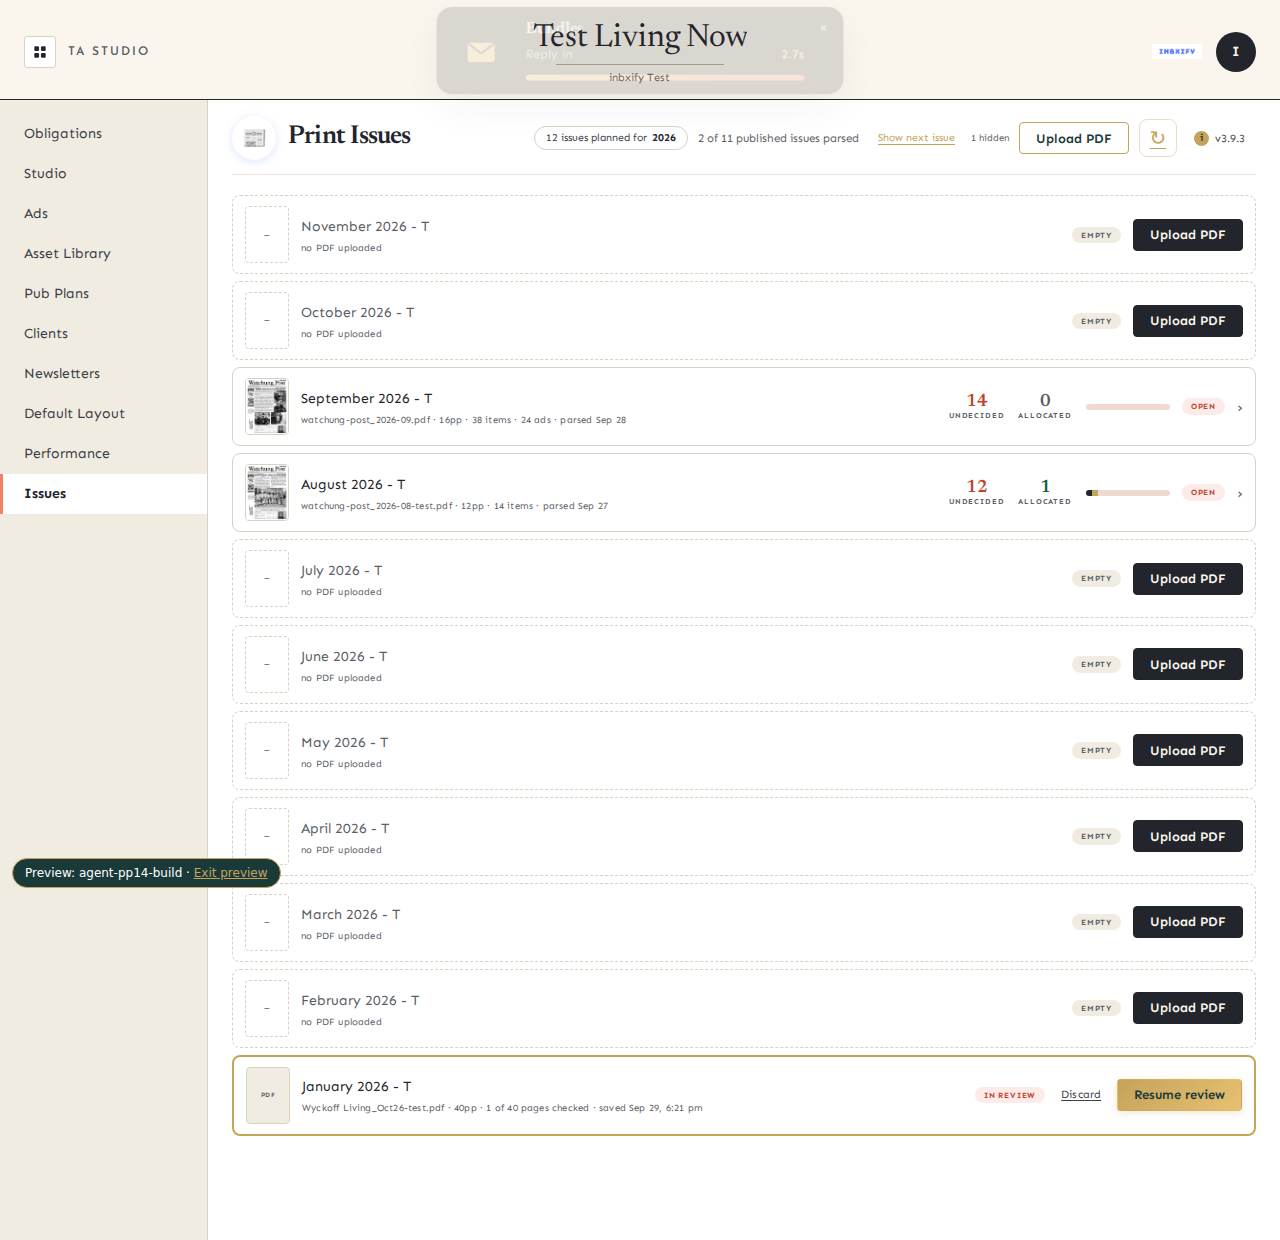 TA STUDIO
Bundles
×
Test Living Now
Reply in
2.7s
inbxify Test
INBXIFY
I
Obligations
Studio
Ads
Asset Library
Pub Plans
Clients
Newsletters
Default Layout
Performance
Issues
Print Issues
12 issues planned for 2026
2 of 11 published issues parsed
Show next issue
1 hidden
Upload PDF
↻
i
v3.9.3
–
November 2026 - T
no PDF uploaded
EMPTY
Upload PDF
–
October 2026 - T
no PDF uploaded
EMPTY
Upload PDF
Watchung Post
September 2026 - T
watchung-post_2026-09.pdf · 16pp · 38 items · 24 ads · parsed Sep 28
14
UNDECIDED
0
ALLOCATED
OPEN
›
Watchung Post
August 2026 - T
watchung-post_2026-08-test.pdf · 12pp · 14 items · parsed Sep 27
12
UNDECIDED
1
ALLOCATED
OPEN
›
–
July 2026 - T
no PDF uploaded
EMPTY
Upload PDF
–
June 2026 - T
no PDF uploaded
EMPTY
Upload PDF
–
May 2026 - T
no PDF uploaded
EMPTY
Upload PDF
–
April 2026 - T
EMPTY
Upload PDF
Preview: agent-pp14-build · Exit preview
–
March 2026 - T
no PDF uploaded
EMPTY
Upload PDF
–
February 2026 - T
no PDF uploaded
EMPTY
Upload PDF
PDF
January 2026 - T
Wyckoff Living_Oct26-test.pdf · 40pp · 1 of 40 pages checked · saved Sep 29, 6:21 pm
IN REVIEW
Discard
Resume review